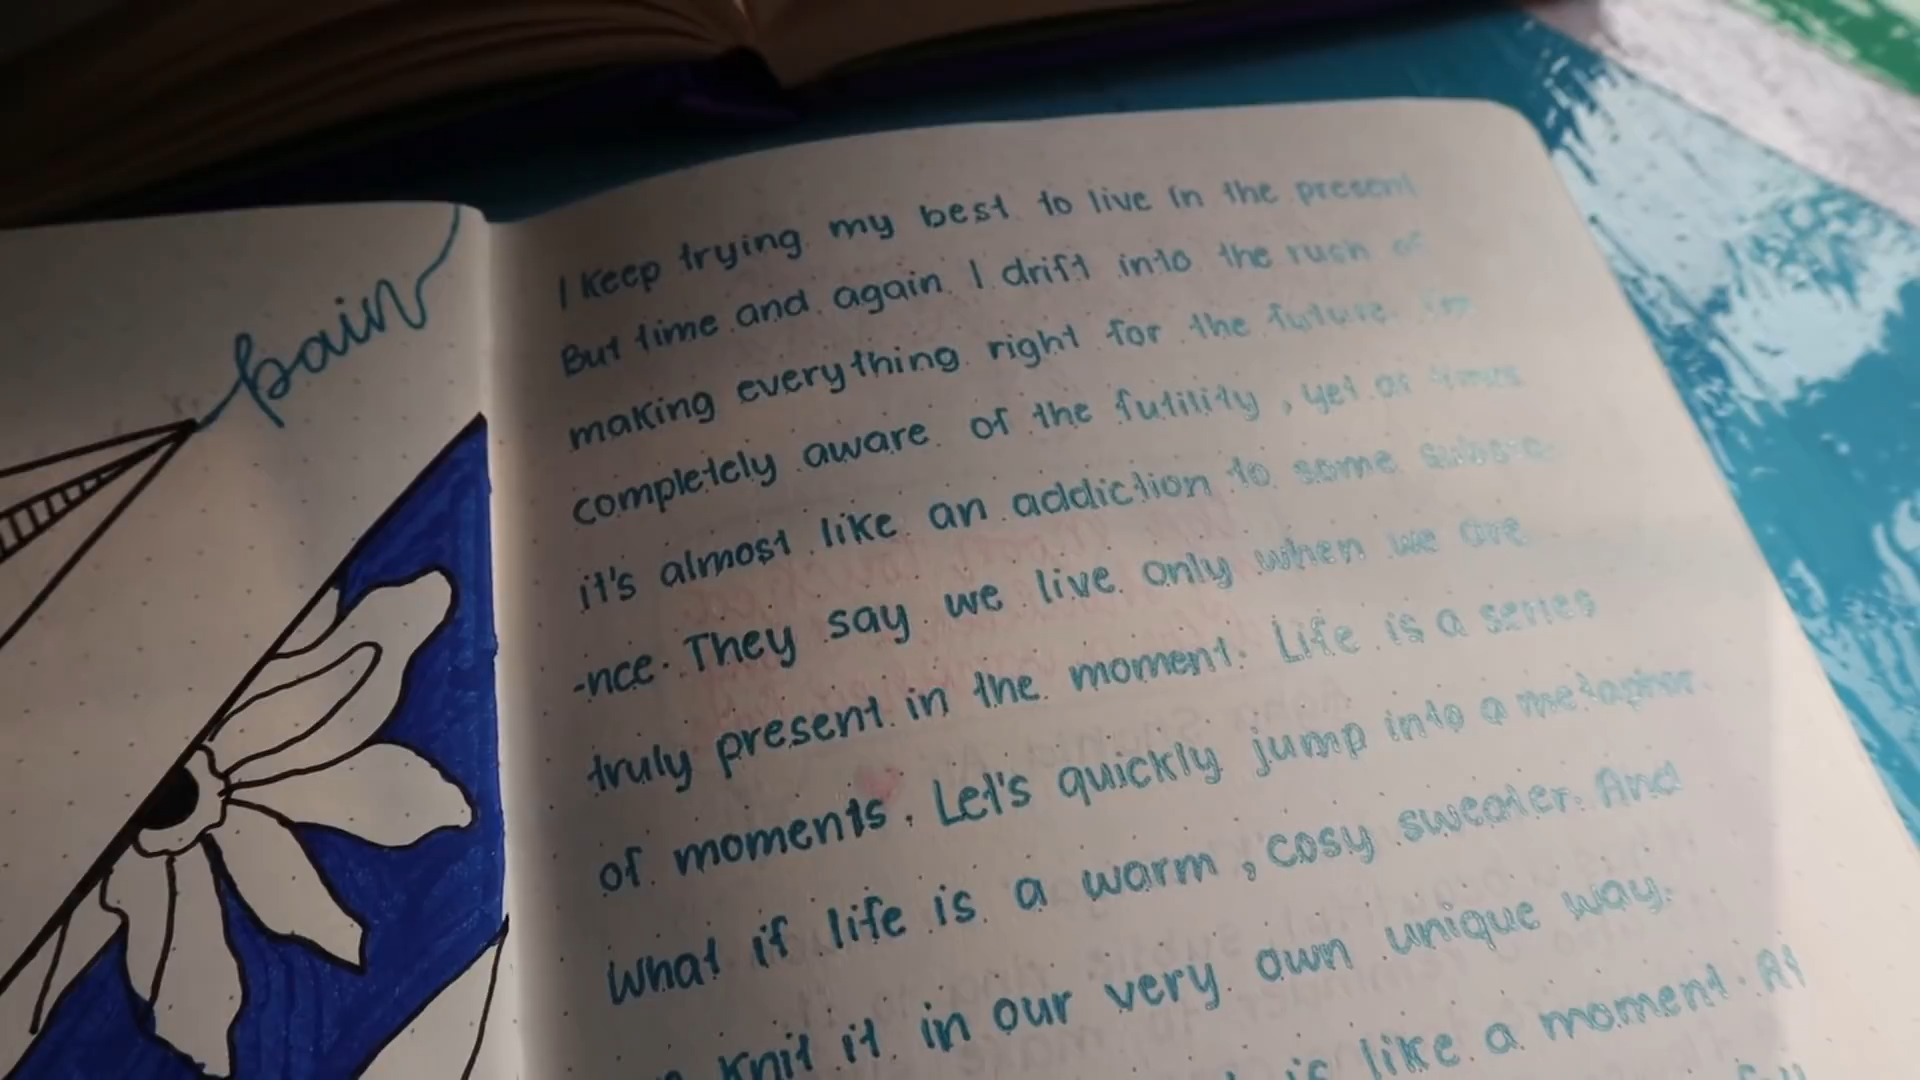 pain
I keep trying my best to live in the present
But time and again I drift into the rush of
making everything right for the future. I'm
completely aware of the futility, yet at times
it's almost like an addiction to some substa-
-nce. They say we live only when we are
truly present in the moment. Life is a series
of moments. Let's quickly jump into a metaphor.
What if life is a warm, cosy sweater. And
knit it in our very own unique way.
is like a moment. At